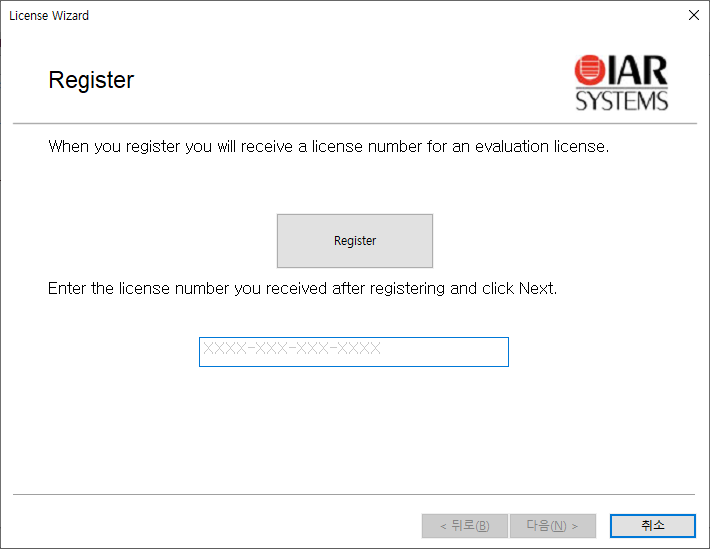 License Wizard
Register
IAR
SYSTEMS
When you register you will receive a license number for an evaluation license.
Register
Enter the license number you received after registering and click Next.
XXXX-XXX-XXX-XXXX
< 뒤로(B)
다음(N) >
취소